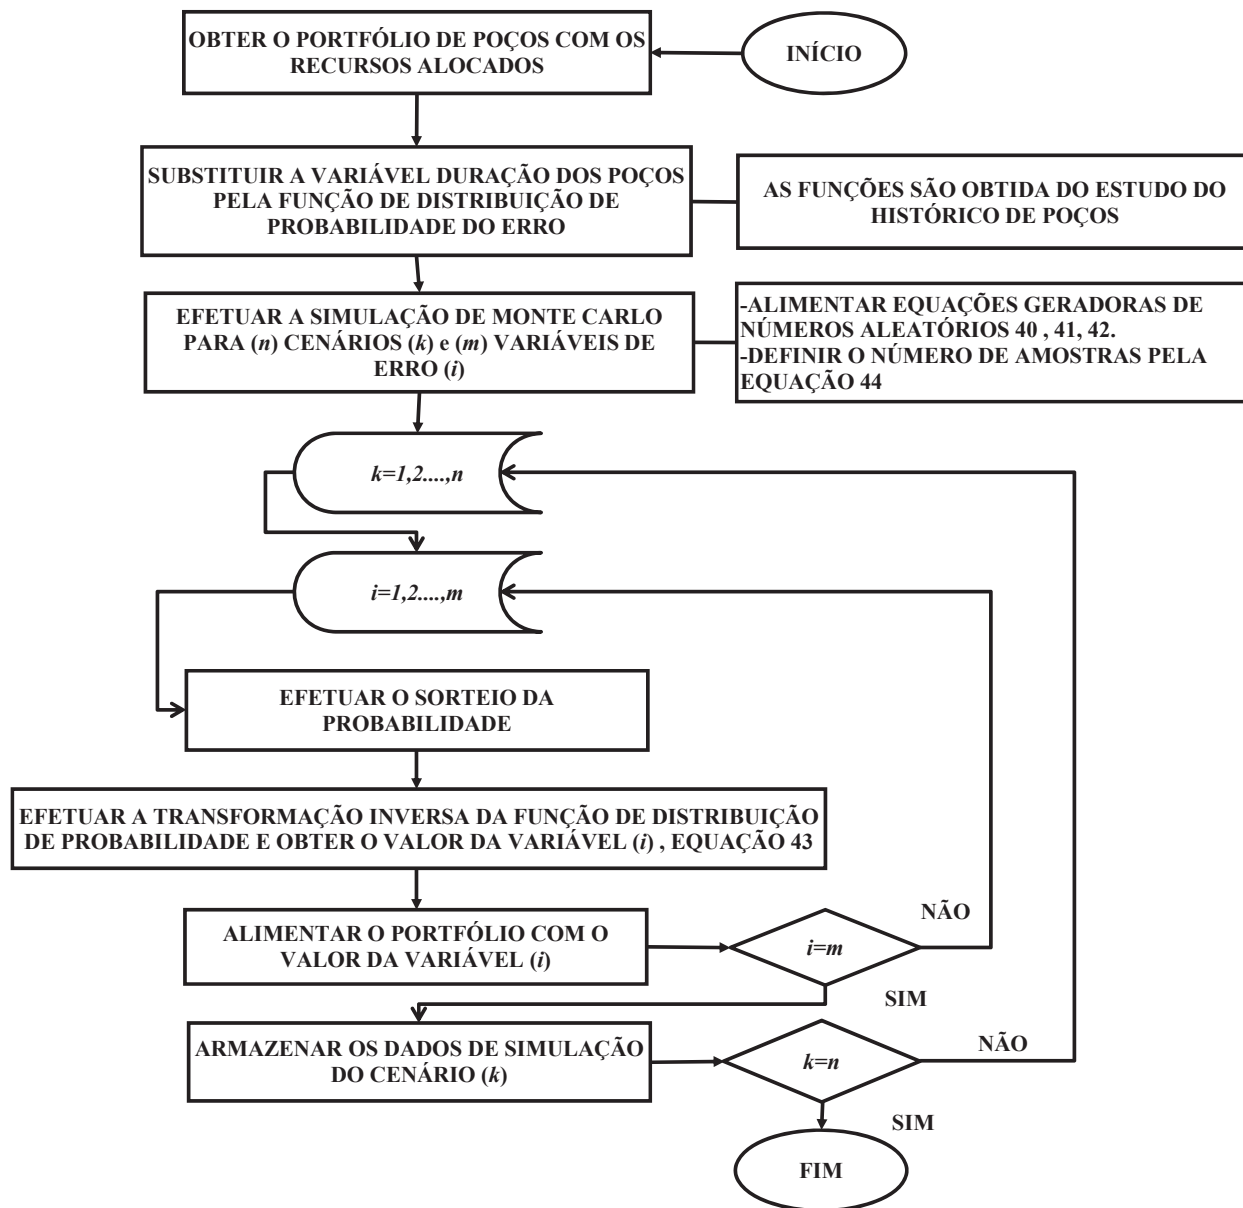 OBTER O PORTFÓLIO DE POÇOS COM OS
RECURSOS ALOCADOS
INÍCIO
SUBSTITUIR A VARIÁVEL DURAÇÃO DOS POÇOS
PELA FUNÇÃO DE DISTRIBUIÇÃO DE
PROBABILIDADE DO ERRO
AS FUNÇÕES SÃO OBTIDA DO ESTUDO DO
HISTÓRICO DE POÇOS
EFETUAR A SIMULAÇÃO DE MONTE CARLO
PARA (n) CENÁRIOS (k) e (m) VARIÁVEIS DE
ERRO (i)
-ALIMENTAR EQUAÇÕES GERADORAS DE
NÚMEROS ALEATÓRIOS 40 , 41, 42.
-DEFINIR O NÚMERO DE AMOSTRAS PELA
EQUAÇÃO 44
k=1,2....,n
i=1,2....,m
EFETUAR O SORTEIO DA
PROBABILIDADE
EFETUAR A TRANSFORMAÇÃO INVERSA DA FUNÇÃO DE DISTRIBUIÇÃO
DE PROBABILIDADE E OBTER O VALOR DA VARIÁVEL (i) , EQUAÇÃO 43
ALIMENTAR O PORTFÓLIO COM O
VALOR DA VARIÁVEL (i)
i=m
NÃO
SIM
ARMAZENAR OS DADOS DE SIMULAÇÃO
DO CENÁRIO (k)
k=n
NÃO
SIM
FIM